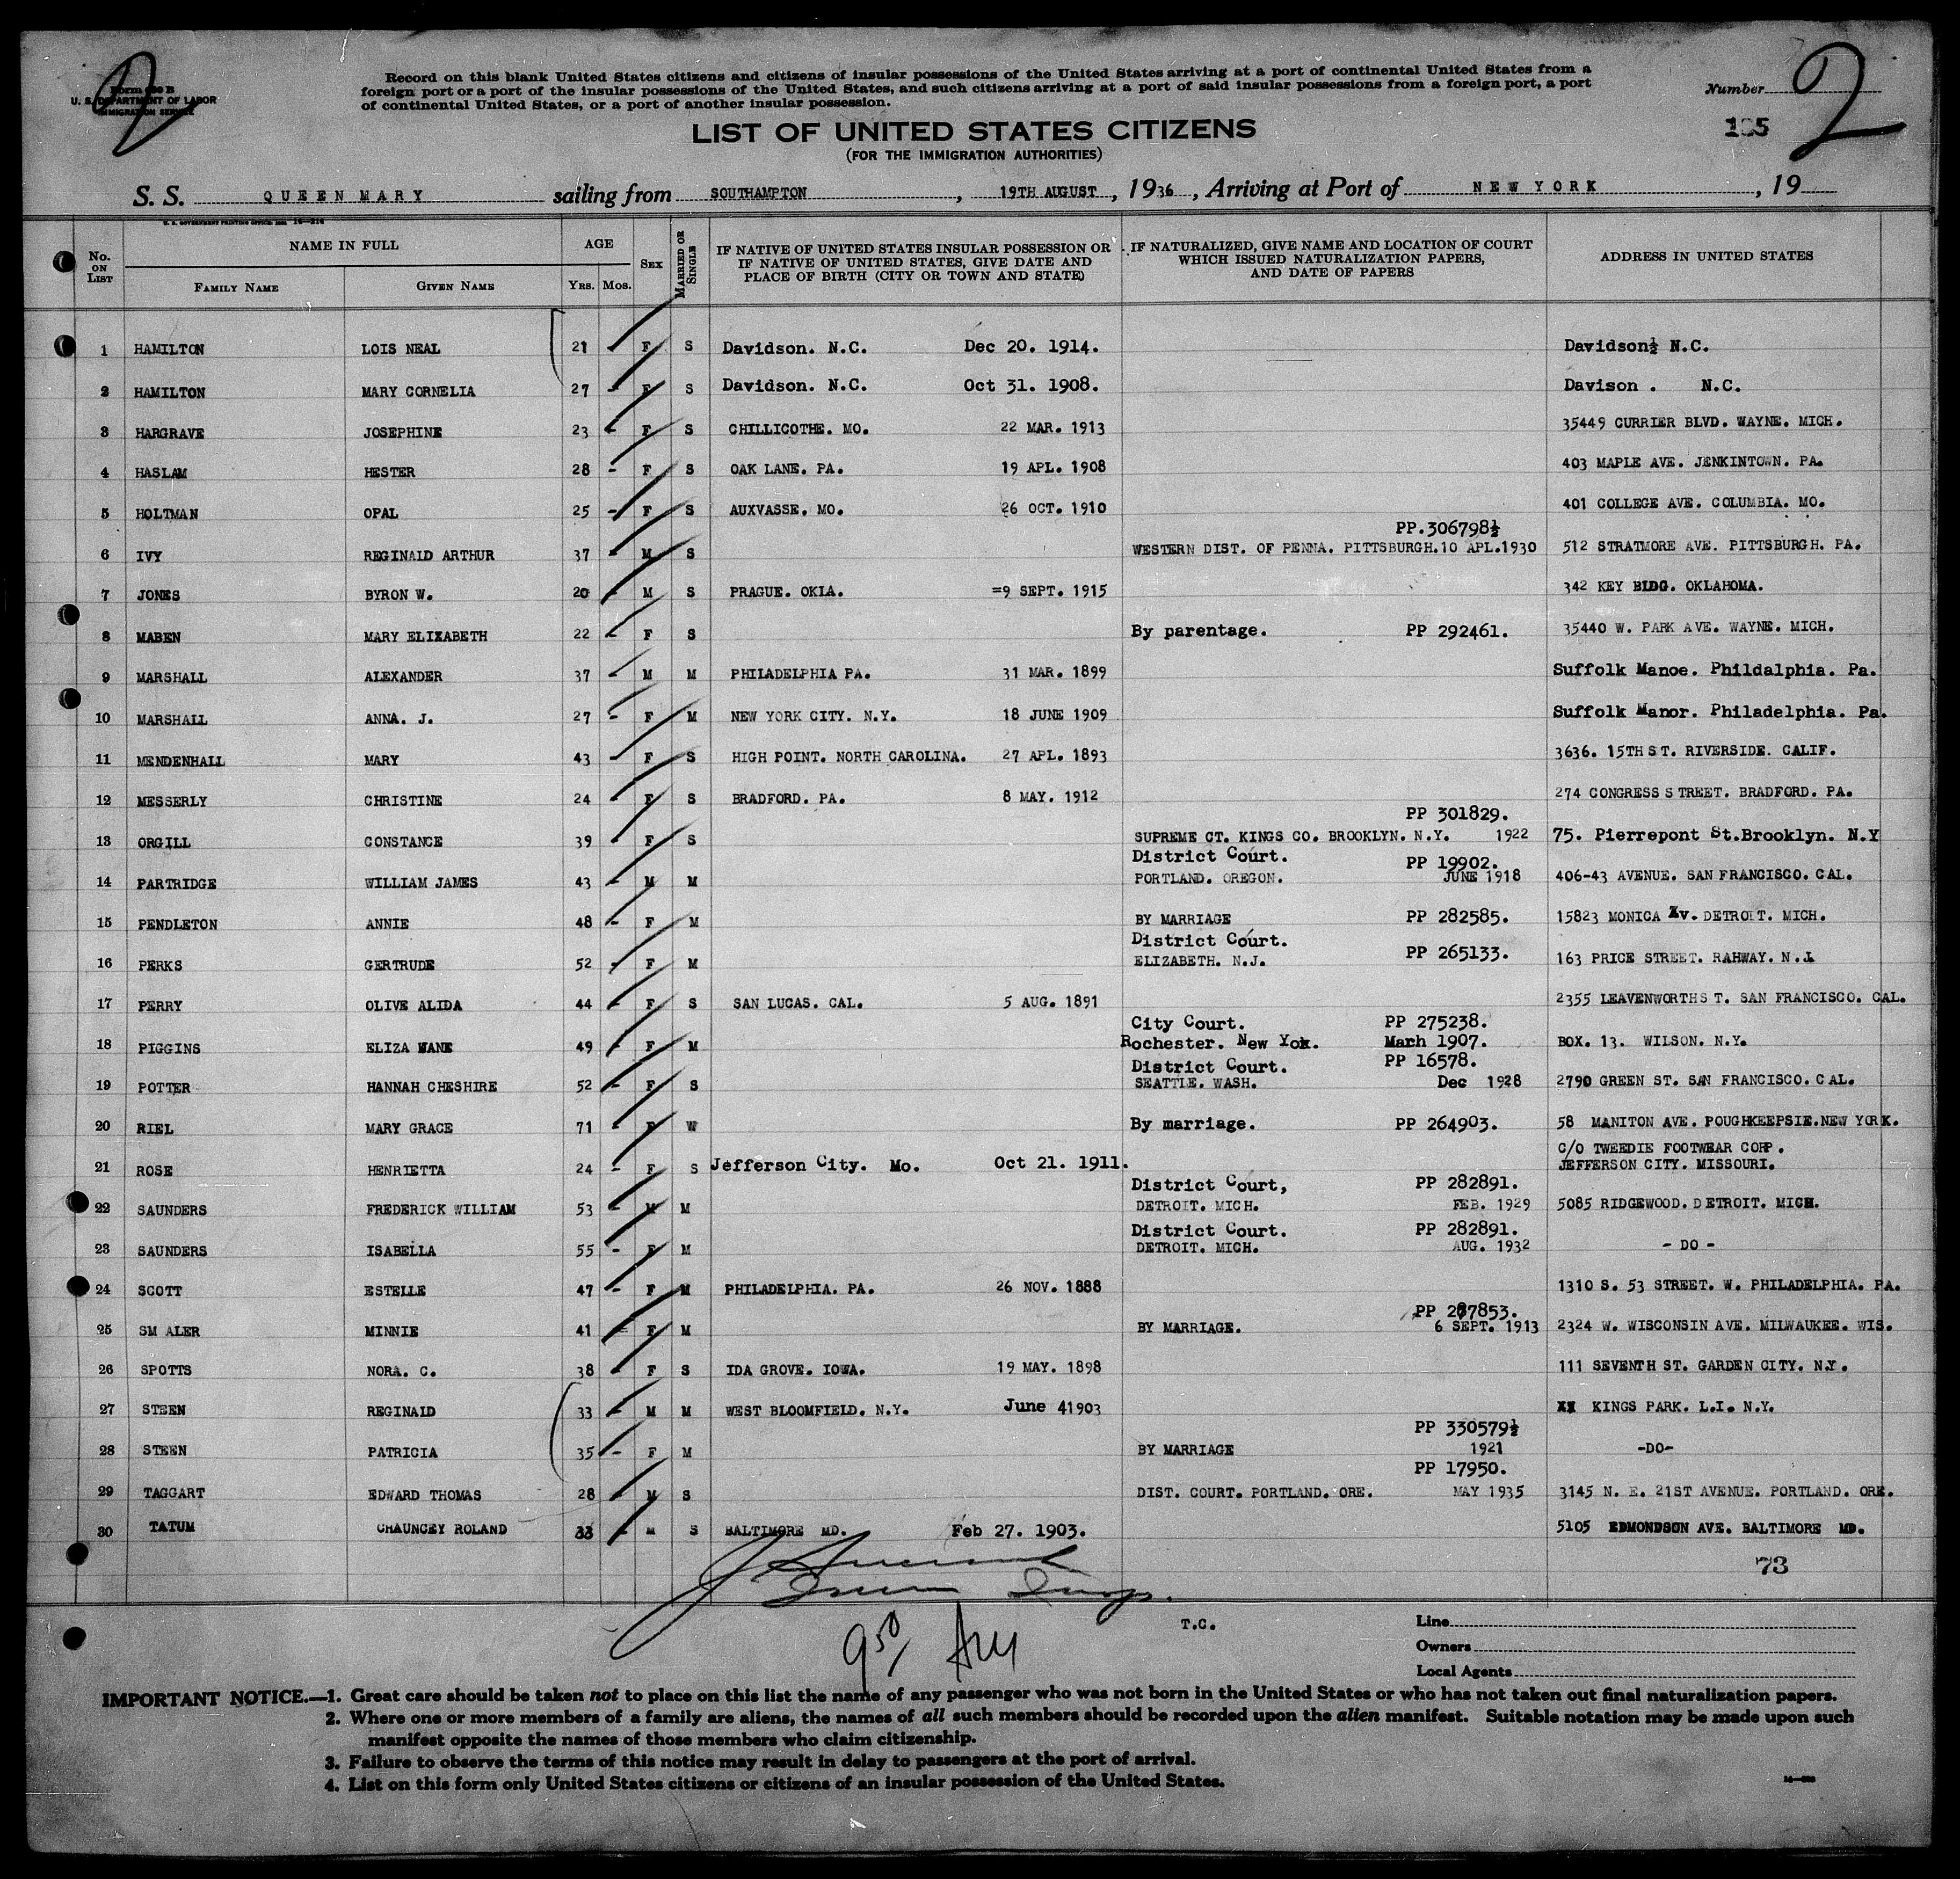 2
Form 630 B
U. S. DEPARTMENT OF LABOR
IMMIGRATION SERVICE
Record on this blank United States citizens and citizens of insular possessions of the United States arriving at a port of continental United States from a
foreign port or a port of the insular possessions of the United States, and such citizens arriving at a port of said insular possessions from a foreign port, a port
of continental United States, or a port of another insular possession.
Number 2
LIST OF UNITED STATES CITIZENS
(FOR THE IMMIGRATION AUTHORITIES)
S. S. QUEEN MARY sailing from SOUTHAMPTON, 19TH AUGUST, 1936, Arriving at Port of NEW YORK, 19
No. ON LIST NAME IN FULL FAMILY NAME GIVEN NAME AGE YRS. MOS. SEX MARRIED OR SINGLE IF NATIVE OF UNITED STATES INSULAR POSSESSION OR IF NATIVE OF UNITED STATES, GIVE DATE AND PLACE OF BIRTH (CITY OR TOWN AND STATE) IF NATURALIZED, GIVE NAME AND LOCATION OF COURT WHICH ISSUED NATURALIZATION PAPERS, AND DATE OF PAPERS ADDRESS IN UNITED STATES
1 HAMILTON LOIS NEAL 21 F S Davidson. N.C. Dec 20. 1914. Davidson½ N.C.
2 HAMILTON MARY CORNELIA 27 - F S Davidson. N.C. Oct 31. 1908. Davison . N.C.
3 HARGRAVE JOSEPHINE 23 - F S CHILLICOTHE. MO. 22 MAR. 1913 35449 CURRIER BLVD. WAYNE. MICH.
4 HASLAM HESTER 28 - F S OAK LANE. PA. 19 APL. 1908 403 MAPLE AVE. JENKINTOWN. PA.
5 HOLTMAN OPAL 25 - F S AUXVASSE. MO. 26 OCT. 1910 401 COLLEGE AVE. COLUMBIA. MO.
PP.306798½
6 IVY REGINALD ARTHUR 37 - M S WESTERN DIST. OF PENNA. PITTSBURGH.10 APL.1930 512 STRATMORE AVE. PITTSBURGH. PA.
7 JONES BYRON W. 20 - M S PRAGUE. OKLA. =9 SEPT. 1915 342 KEY BLDG. OKLAHOMA.
8 MABEN MARY ELIZABETH 22 - F S By parentage. PP 292461. 35440 W. PARK AVE. WAYNE. MICH.
9 MARSHALL ALEXANDER 37 - M M PHILADELPHIA PA. 31 MAR. 1899 Suffolk Manoe. Phildalphia. Pa.
10 MARSHALL ANNA. J. 27 - F M NEW YORK CITY. N.Y. 18 JUNE 1909 Suffolk Manor. Philadelphia. Pa.
11 MENDENHALL MARY 43 - F S HIGH POINT. NORTH CAROLINA. 27 APL. 1893 3636. 15TH ST. RIVERSIDE. CALIF.
12 MESSERLY CHRISTINE 24 - F S BRADFORD. PA. 8 MAY. 1912 274 CONGRESS STREET. BRADFORD. PA.
PP 301829.
13 ORGILL CONSTANCE 39 - F S SUPREME CT. KINGS CO. BROOKLYN. N.Y. 1922 75. Pierrepont St.Brooklyn. N.Y
District Court. PP 19902.
14 PARTRIDGE WILLIAM JAMES 43 - M M PORTLAND. OREGON. JUNE 1918 406-43 AVENUE. SAN FRANCISCO. CAL.
15 PENDLETON ANNIE 48 - F M BY MARRIAGE PP 282585. 15823 MONICA Av. DETROIT. MICH.
District Court.
16 PERKS GERTRUDE 52 - F M ELIZABETH. N.J. PP 265133. 163 PRICE STREET. RAHWAY. N.J.
17 PERRY OLIVE ALIDA 44 - F S SAN LUCAS. CAL. 5 AUG. 1891 2355 LEAVENWORTH ST. SAN FRANCISCO. CAL.
City Court. PP 275238.
18 PIGGINS ELIZA 49 - F M Rochester. New Yok. March 1907. BOX. 13. WILSON. N.Y.
District Court. PP 16578.
19 POTTER HANNAH CHESHIRE 52 - F S SEATTLE. WASH. Dec 1928 2790 GREEN ST. SAN FRANCISCO. CAL.
20 RIEL MARY GRACE 71 - F W By marriage. PP 264903. 58 MANITON AVE. POUGHKEEPSIE.NEW YORK.
C/O TWEEDIE FOOTWEAR CORP.
21 ROSE HENRIETTA 24 - F S Jefferson City. Mo. Oct 21. 1911. JEFFERSON CITY. MISSOURI.
District Court, PP 282891.
22 SAUNDERS FREDERICK WILLIAM 53 - M M DETROIT. MICH. FEB. 1929 5085 RIDGEWOOD. DETROIT. MICH.
District Court. PP 282891.
23 SAUNDERS ISABELLA 55 - F M DETROIT. MICH. AUG. 1932 - DO -
24 SCOTT ESTELLE 47 - F M PHILADELPHIA. PA. 26 NOV. 1888 1310 S. 53 STREET. W. PHILADELPHIA. PA.
PP 287853.
25 SM ALER MINNIE 41 - F M BY MARRIAGE. 6 SEPT. 1913 2324 W. WISCONSIN AVE. MILWAUKEE. WIS.
26 SPOTTS NORA. C. 38 - F S IDA GROVE. IOWA. 19 MAY. 1898 111 SEVENTH ST. GARDEN CITY. N.Y.
27 STEEN REGINALD 33 - M M WEST BLOOMFIELD. N.Y. June 41903 KINGS PARK. L.I. N.Y.
PP 330579½
28 STEEN PATRICIA 35 - F M BY MARRIAGE 1921 -DO-
PP 17950.
29 TAGGART EDWARD THOMAS 28 - M S DIST. COURT. PORTLAND. ORE. MAY 1935 3145 N. E. 21ST AVENUE. PORTLAND. ORE.
30 TATUM CHAUNCEY ROLAND 33 - M S BALTIMORE MD. Feb 27. 1903. 5105 EDMONDSON AVE. BALTIMORE MD.
73
T.C.
Line
Owners
Local Agents
IMPORTANT NOTICE.—1. Great care should be taken not to place on this list the name of any passenger who was not born in the United States or who has not taken out final naturalization papers.
2. Where one or more members of a family are aliens, the names of all such members should be recorded upon the alien manifest. Suitable notation may be made upon such
manifest opposite the names of those members who claim citizenship.
3. Failure to observe the terms of this notice may result in delay to passengers at the port of arrival.
4. List on this form only United States citizens or citizens of an insular possession of the United States.